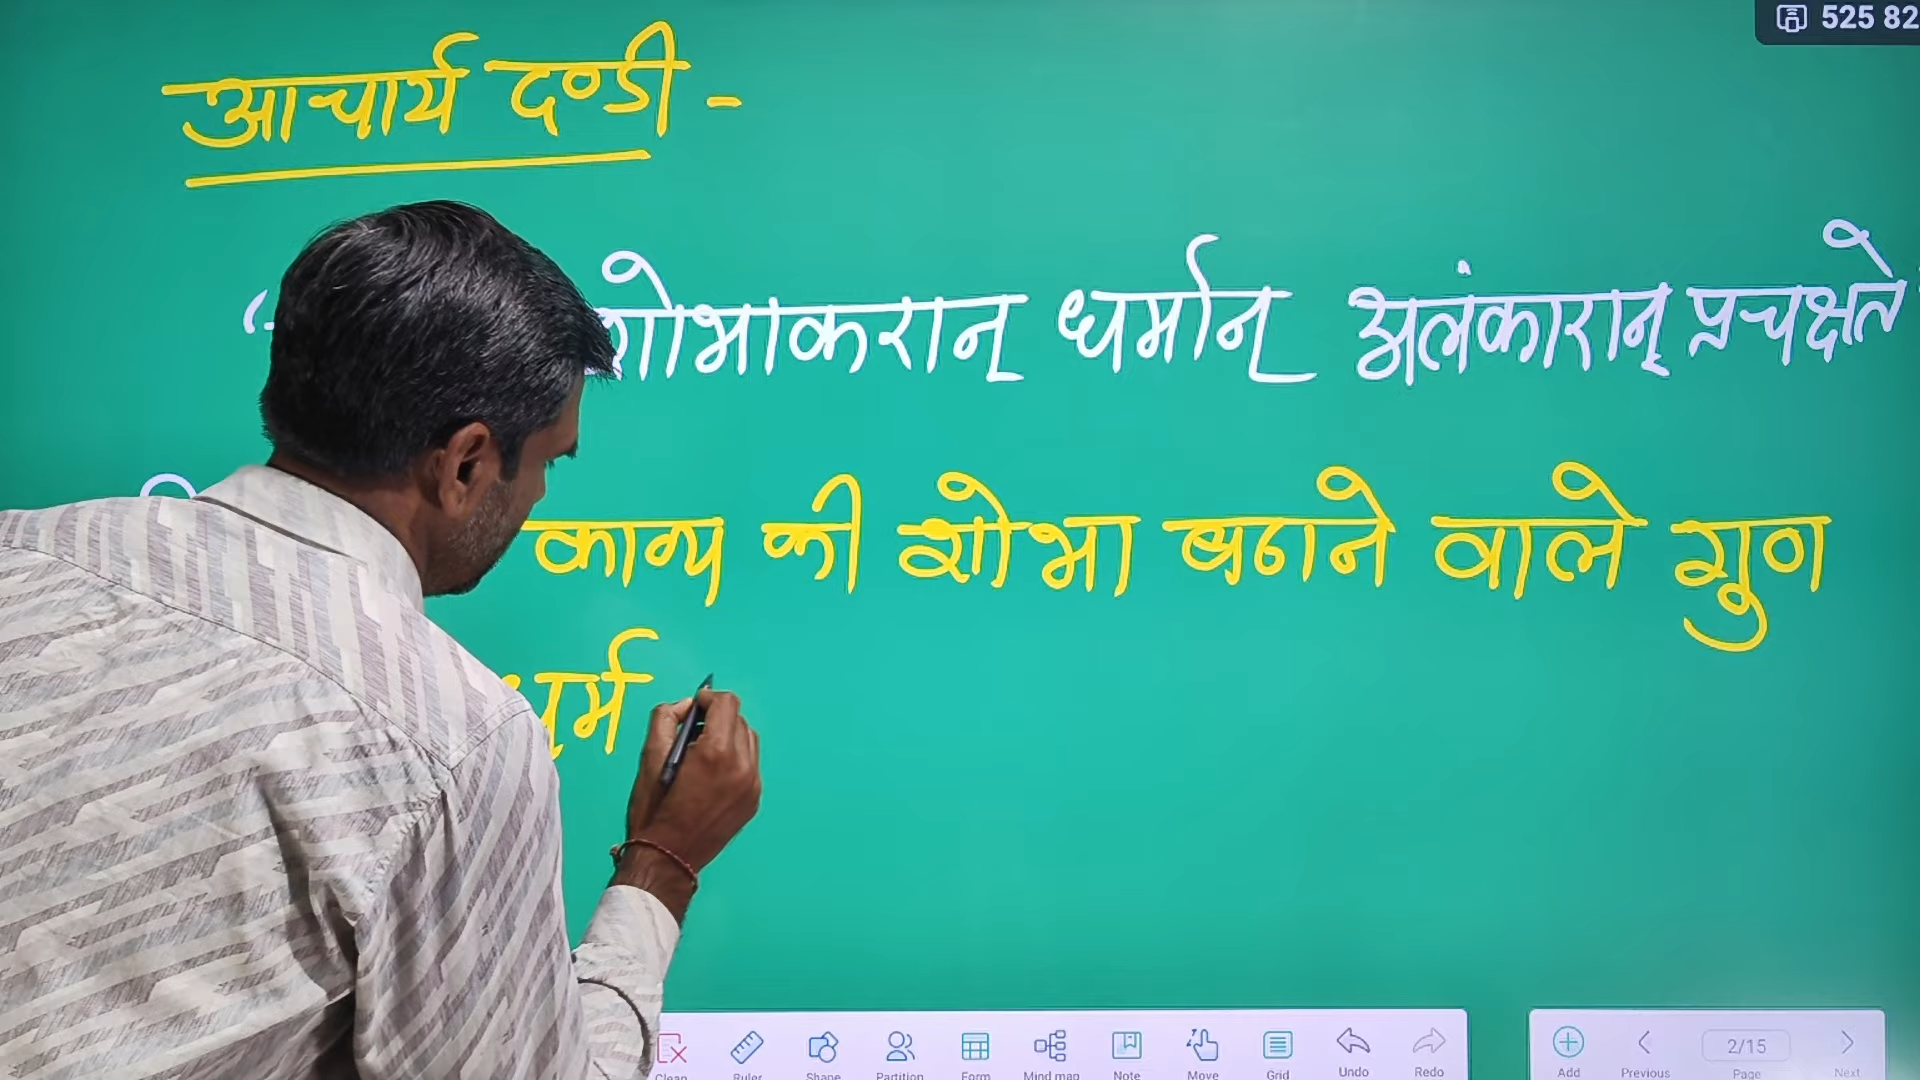 525 82
आचार्य दण्डी -
शोभाकरान् धर्मान् अलंकारान् प्रचक्षते
काव्य की शोभा बढाने वाले गुण
धर्म
Clean Ruler Shape Partition Form Mind map Note Move Grid Undo Redo Add Previous 2/15 Page Next